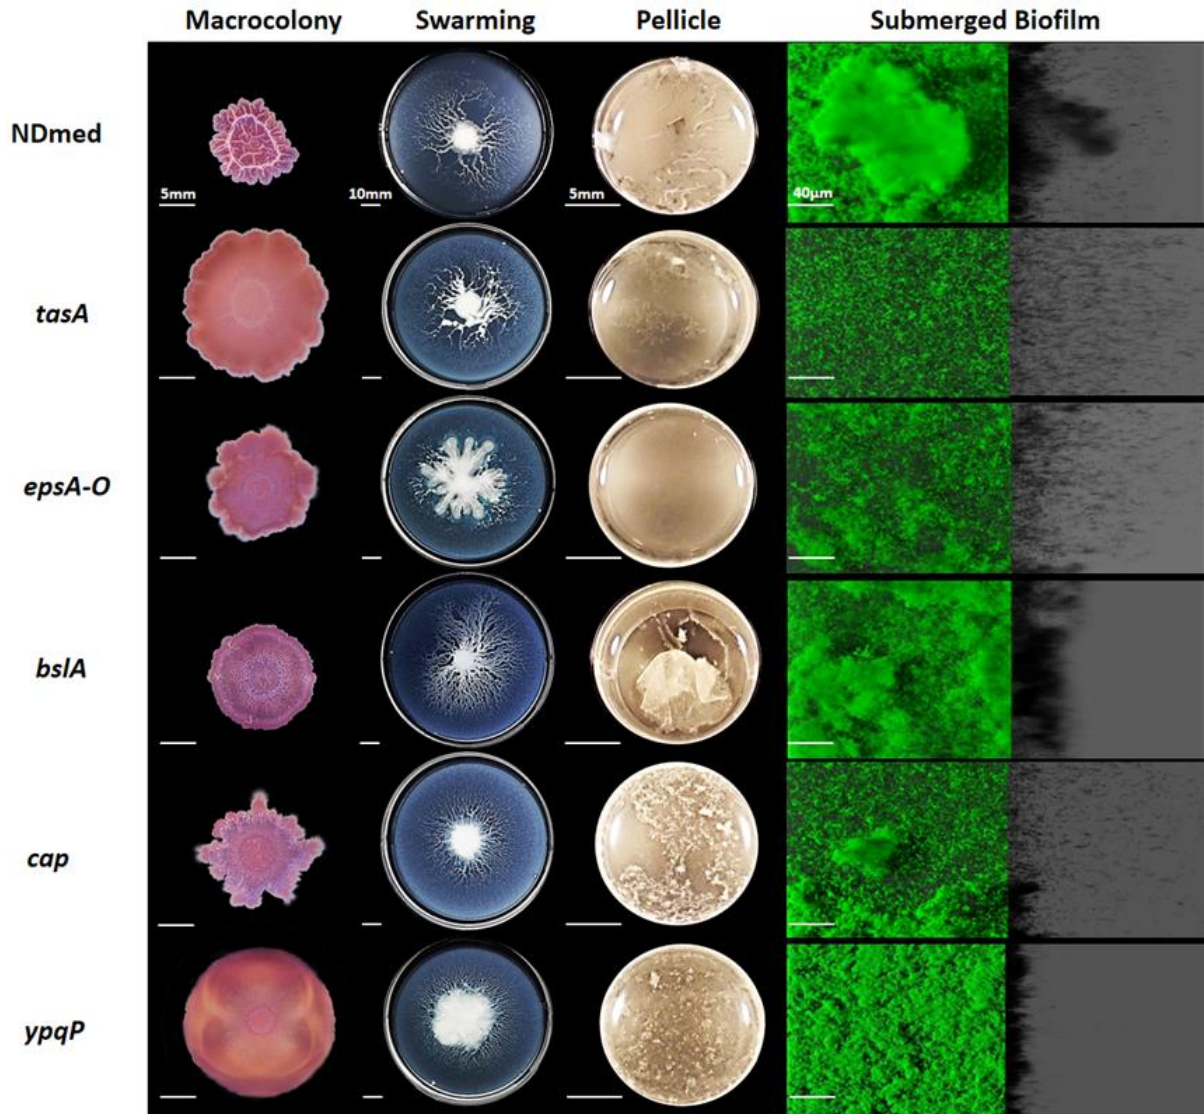 Macrocolony Swarming Pellicle Submerged Biofilm
NDmed
5mm 10mm 5mm 40µm
tasA
epsA-O
bslA
cap
ypqP